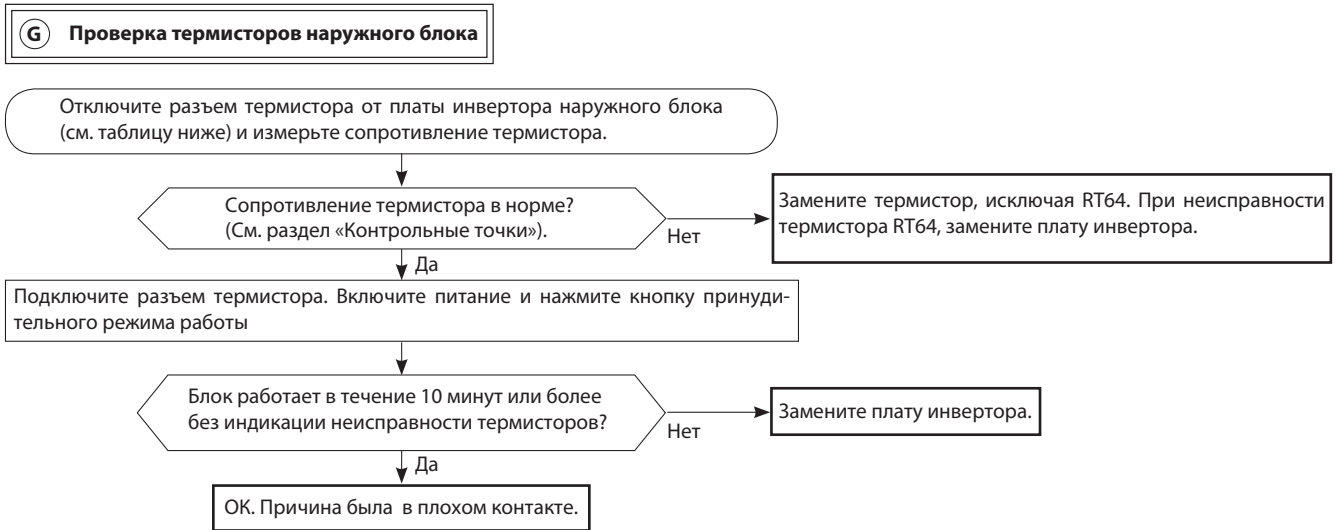 G Проверка термисторов наружного блока
Отключите разъем термистора от платы инвертора наружного блока
(см. таблицу ниже) и измерьте сопротивление термистора.
Сопротивление термистора в норме?
(См. раздел «Контрольные точки»).
Нет
Замените термистор, исключая RT64. При неисправности
термистора RT64, замените плату инвертора.
Да
Подключите разъем термистора. Включите питание и нажмите кнопку принуди-
тельного режима работы
Блок работает в течение 10 минут или более
без индикации неисправности термисторов?
Нет
Замените плату инвертора.
Да
ОК. Причина была в плохом контакте.